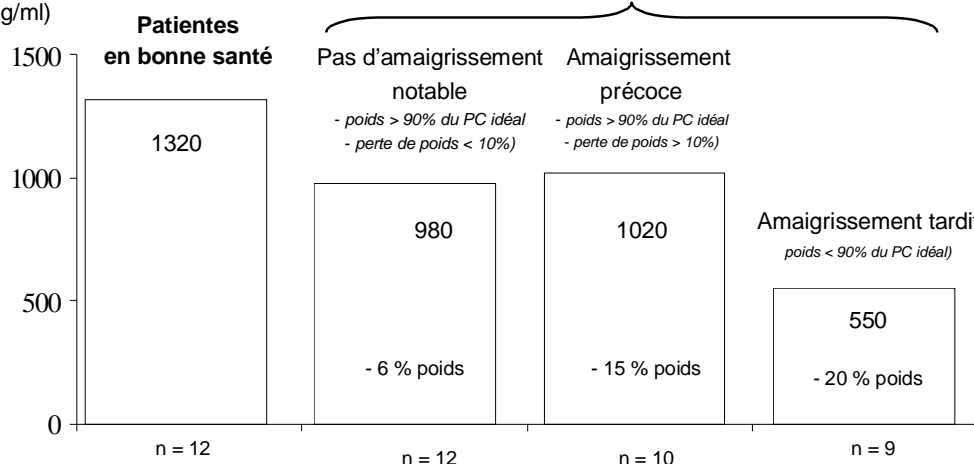 g/ml)
Patientes
en bonne santé
Pas d'amaigrissement
notable
- poids > 90% du PC idéal
- perte de poids < 10%)
Amaigrissement
précoce
- poids > 90% du PC idéal
- perte de poids > 10%)
Amaigrissement tardif
poids < 90% du PC idéal)
1500
1000
500
0
1320
980
1020
550
- 6 % poids
- 15 % poids
- 20 % poids
n = 12
n = 12
n = 10
n = 9